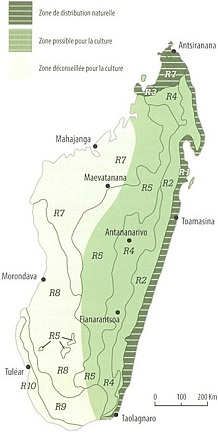 Zone de distribution naturelle
Zone possible pour la culture
Zone déconseillée pour la culture
Antsiranana
R7
R3
R4
Mahajanga
R7
Maevatanana
R1
R5
R2
R7
Toamasina
Antananarivo
R4
Morondava
R8
R2
R5
Fianarantsoa
R5
Tuléar
R8
R5
R4
R10
R9
Taolagnaro
0 100 200 Km